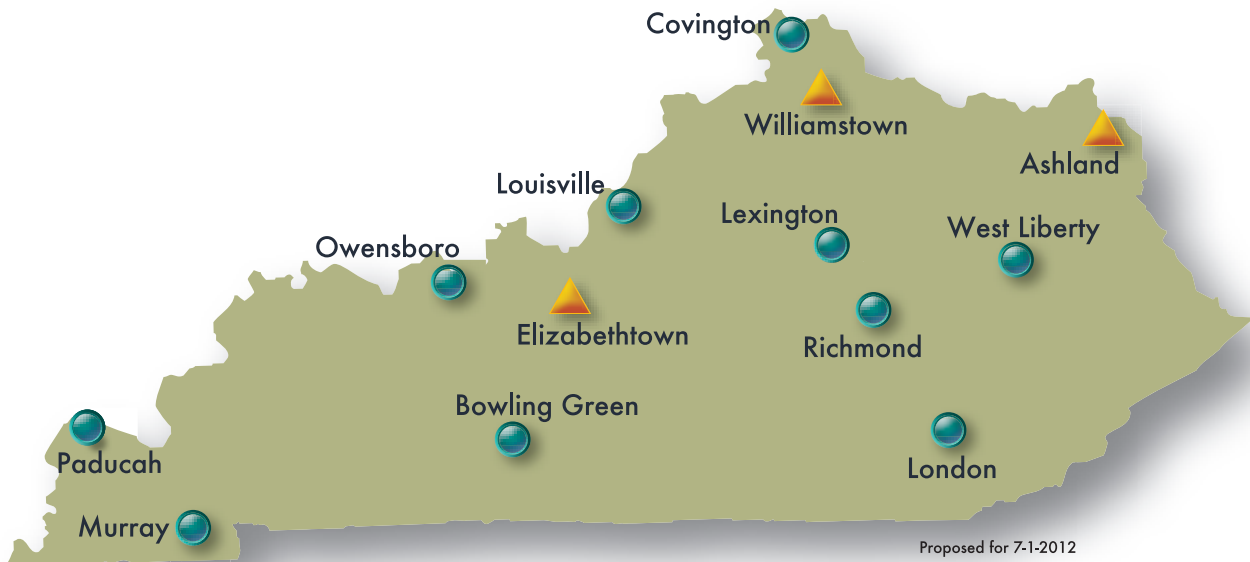 Covington
Williamstown
Ashland
Louisville
Lexington
West Liberty
Owensboro
Elizabethtown
Richmond
Bowling Green
Paducah
London
Murray
Proposed for 7-1-2012